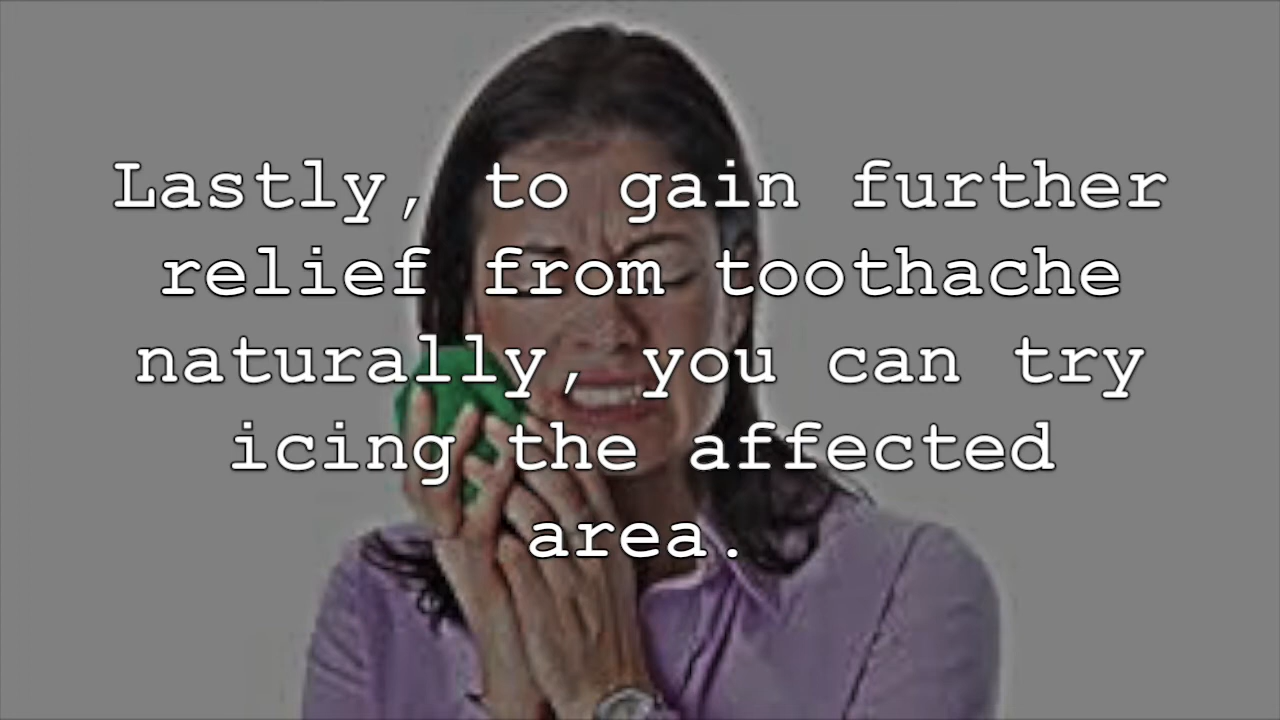 Lastly, to gain further
relief from toothache
naturally, you can try
icing the affected
area.